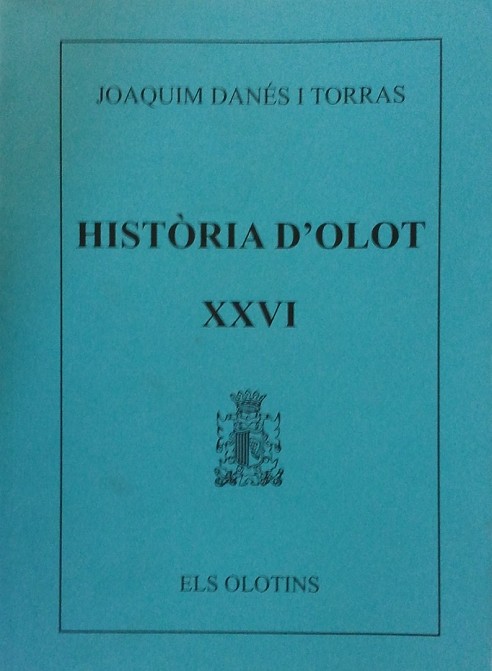 JOAQUIM DANÉS I TORRAS
HISTÒRIA D'OLOT
XXVI
ELS OLOTINS